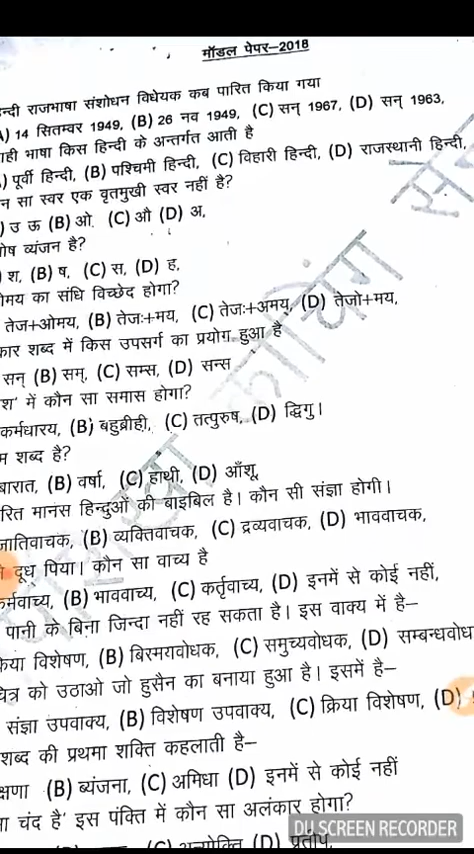 मॉडल पेपर–2018
न्दी राजभाषा संशोधन विधेयक कब पारित किया गया
A) 14 सितम्वर 1949, (B) 26 नव 1949, (C) सन् 1967, (D) सन् 1963,
ाही भाषा किस हिन्दी के अन्तर्गत आती है
) पूर्वी हिन्दी, (B) पश्चिमी हिन्दी, (C) विहारी हिन्दी, (D) राजस्थानी हिन्दी,
न सा स्वर एक वृतमुखी स्वर नहीं है?
) उ ऊ (B) ओ. (C) औ (D) अ,
ोष व्यंजन है?
) श, (B) ष, (C) स, (D) ह,
ोमय का संधि विच्छेद होगा?
तेज+ओमय, (B) तेजः+मय, (C) तेजः+अमय, (D) तेजो+मय,
कार शब्द में किस उपसर्ग का प्रयोग हुआ है
सन् (B) सम्, (C) सम्स, (D) सन्स
श' में कौन सा समास होगा?
कर्मधारय, (B) बहुब्रीही, (C) तत्पुरुष, (D) द्विगु।
म शब्द है?
बारात, (B) वर्षा, (C) हाथी, (D) आँशू,
रित मानस हिन्दुओं की बाइबिल है। कौन सी संज्ञा होगी।
जातिवाचक, (B) व्यक्तिवाचक, (C) द्रव्यवाचक, (D) भाववाचक,
दूध पिया। कौन सा वाच्य है
कर्मवाच्य, (B) भाववाच्य, (C) कर्तृवाच्य, (D) इनमें से कोई नहीं,
पानी के बिना जिन्दा नहीं रह सकता है। इस वाक्य में है–
क्रेया विशेषण, (B) बिस्मयवोधक, (C) समुच्यवोधक, (D) सम्बन्धवोध
चेत्र को उठाओ जो हुसैन का बनाया हुआ है। इसमें है–
संज्ञा उपवाक्य, (B) विशेषण उपवाक्य, (C) क्रिया विशेषण, (D)
शब्द की प्रथमा शक्ति कहलाती है–
क्षणा (B) ब्यंजना, (C) अमिधा (D) इनमें से कोई नहीं
ा चंद है' इस पंक्ति में कौन सा अलंकार होगा?
(C) अन्योक्ति (D) प्रतीप,
DU SCREEN RECORDER